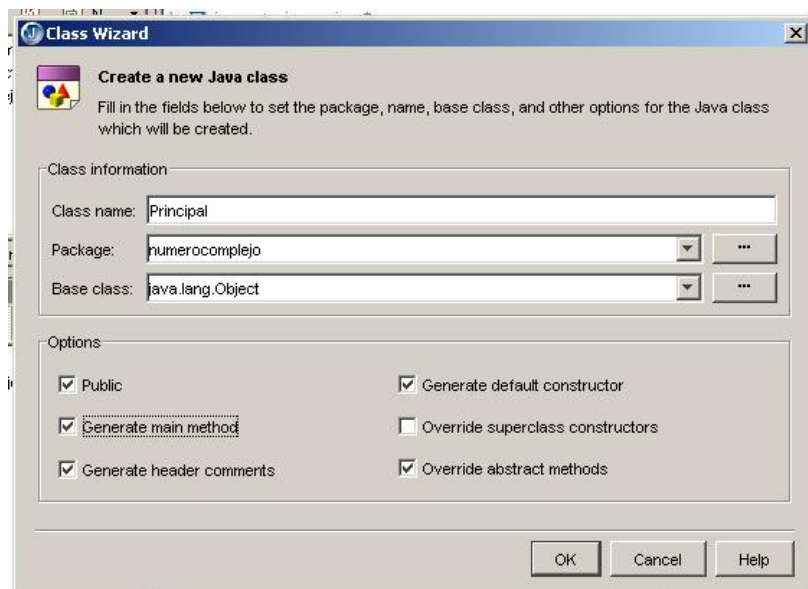 Class Wizard
Create a new Java class
Fill in the fields below to set the package, name, base class, and other options for the Java class
which will be created.
Class information
Class name: Principal
Package: numerocomplejo ...
Base class: java.lang.Object ...
Options
Public
Generate default constructor
Generate main method
Override superclass constructors
Generate header comments
Override abstract methods
OK Cancel Help